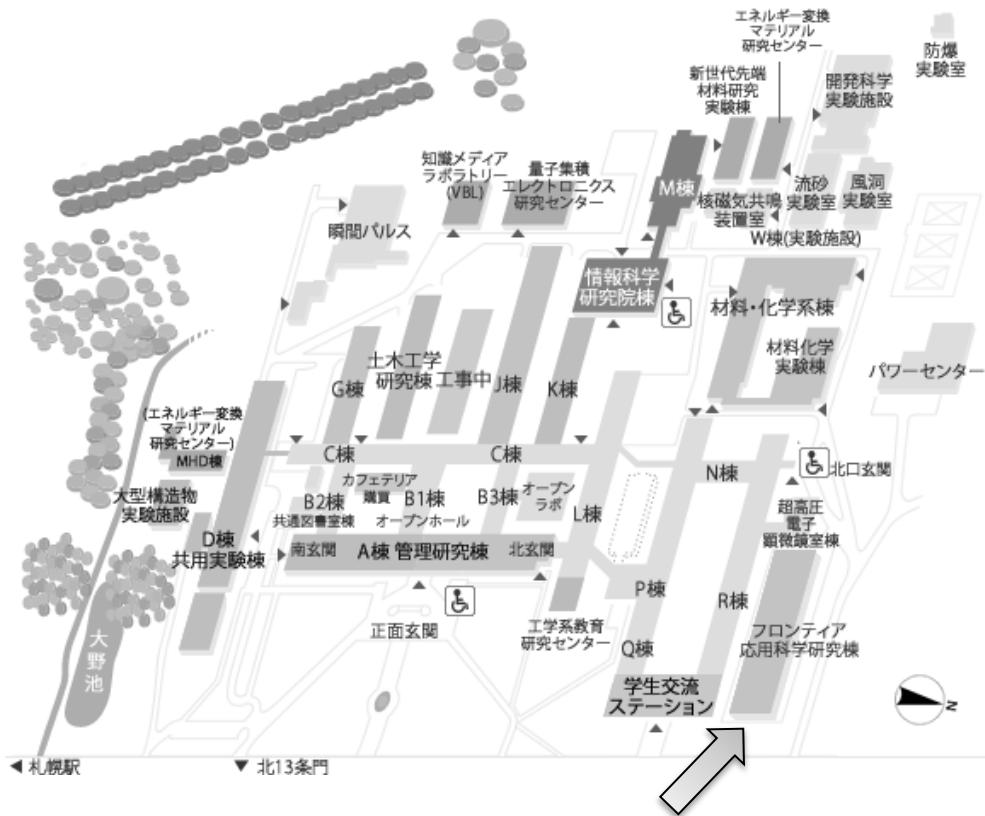 エネルギー変換
マテリアル
研究センター
防爆
実験室
新世代先端
材料研究
実験棟
開発科学
実験施設
知識メディア
ラボラトリー
(VBL)
量子集積
エレクトロニクス
研究センター
M棟
核磁気共鳴
装置室
流砂
実験室
風洞
実験室
瞬間パルス
W棟(実験施設)
情報科学
研究院棟
材料・化学系棟
材料化学
実験棟
パワーセンター
土木工学
研究棟
工事中
G棟
J棟
K棟
(エネルギー変換
マテリアル
研究センター)
MHD棟
C棟
C棟
N棟
北口玄関
大型構造物
実験施設
カフェテリア
購買
B1棟
オープンホール
B2棟
共通図書室棟
B3棟
オープン
ラボ
L棟
超高圧
電子
顕微鏡室棟
D棟
共用実験棟
南玄関
A棟 管理研究棟
北玄関
P棟
R棟
正面玄関
工学系教育
研究センター
Q棟
フロンティア
応用科学研究棟
大野池
学生交流
ステーション
N
札幌駅
北13条門